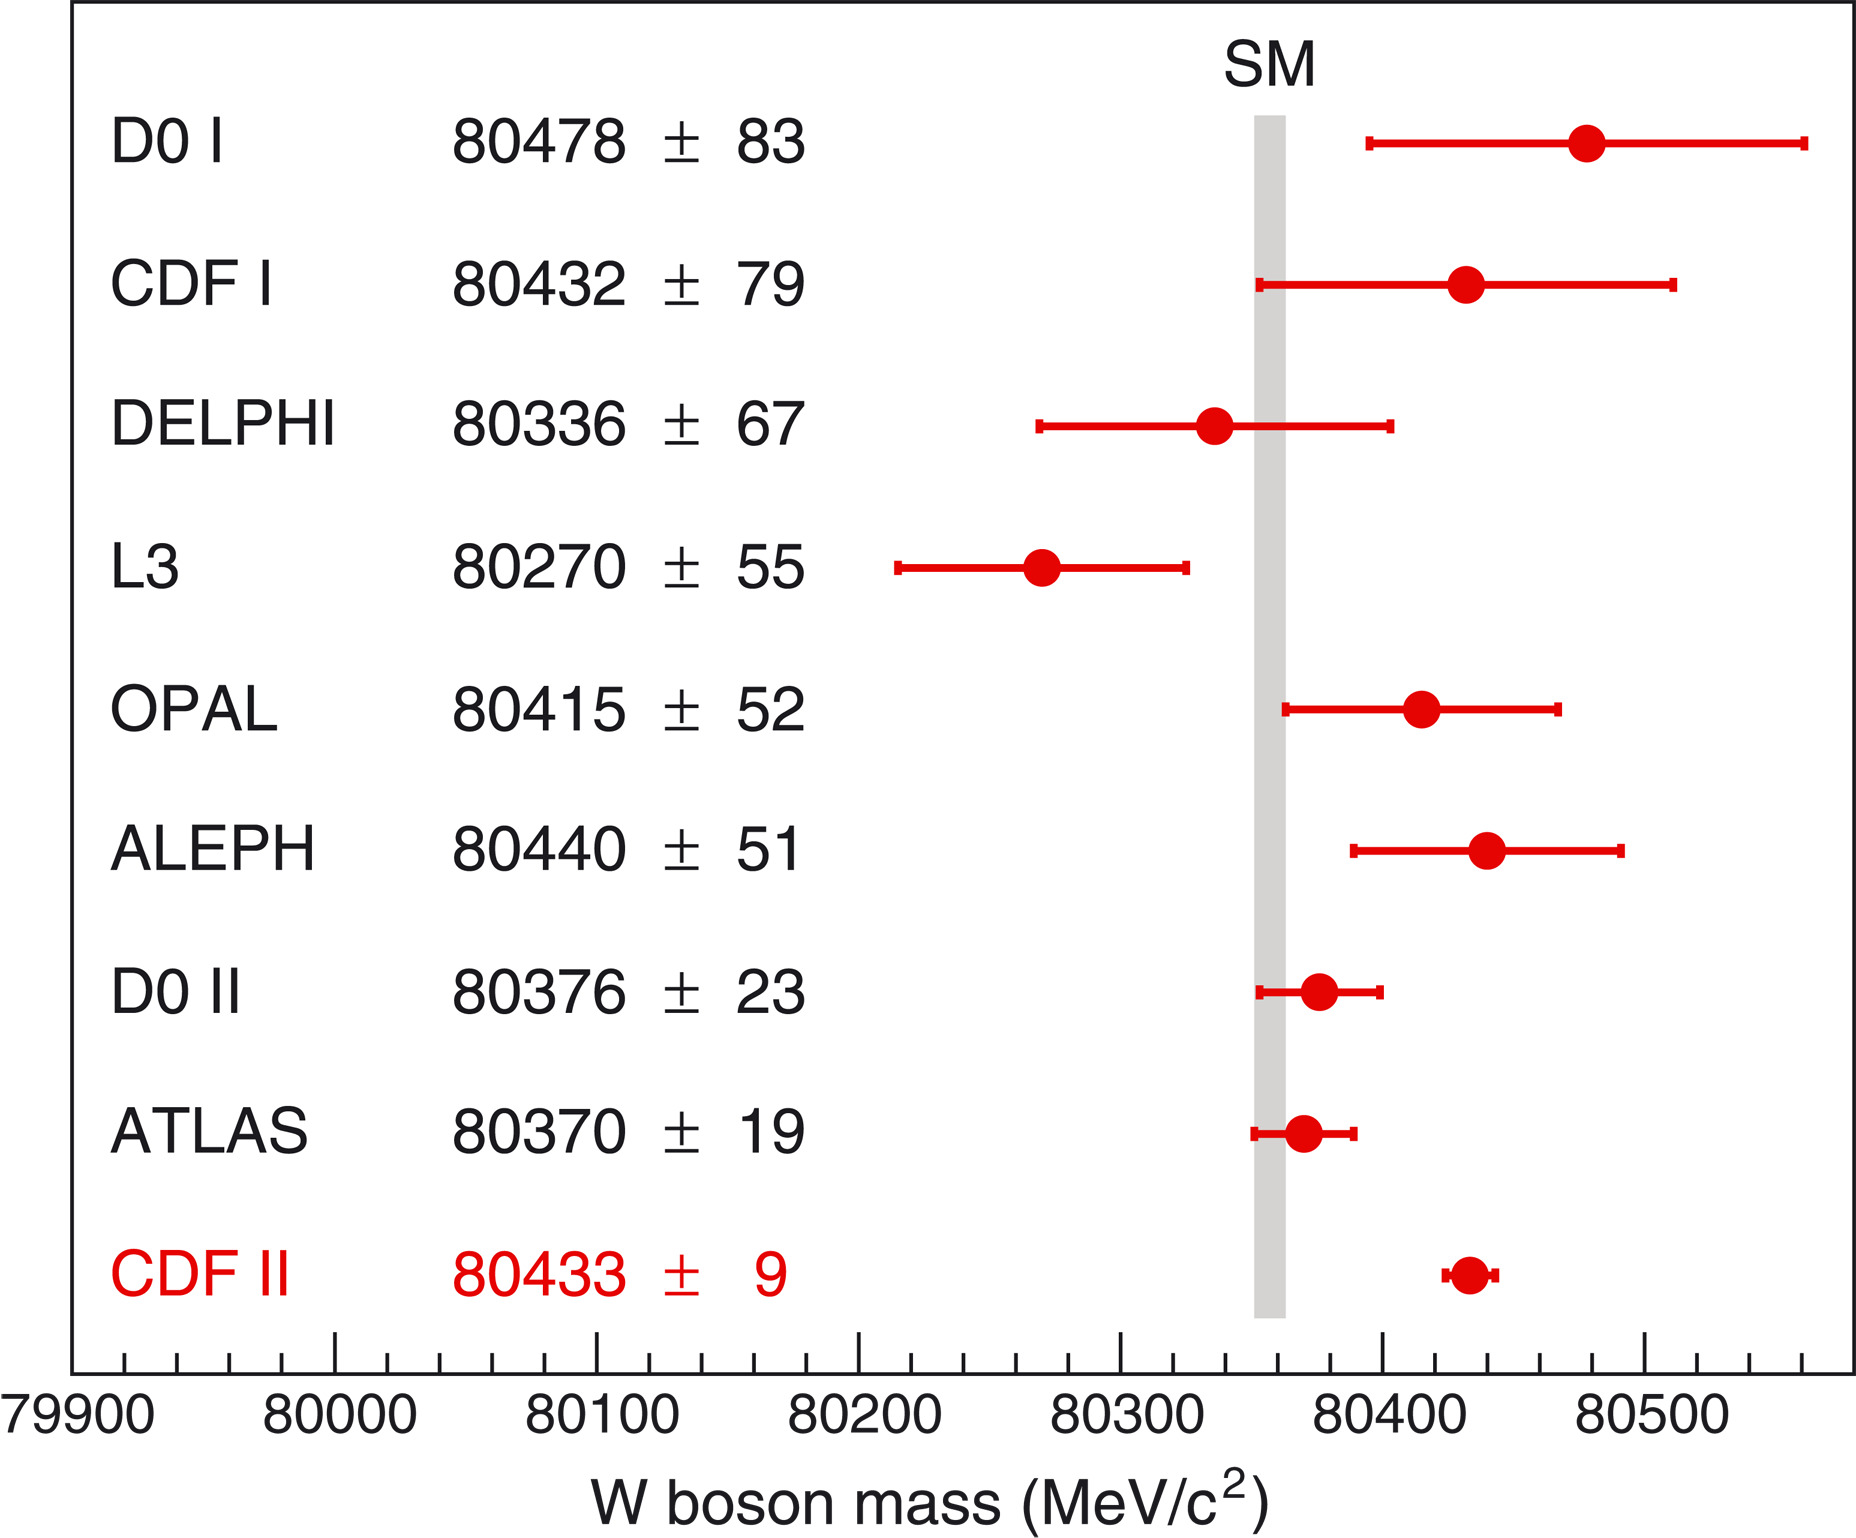 SM
D0 I 80478 ± 83
CDF I 80432 ± 79
DELPHI 80336 ± 67
L3 80270 ± 55
OPAL 80415 ± 52
ALEPH 80440 ± 51
D0 II 80376 ± 23
ATLAS 80370 ± 19
CDF II 80433 ± 9
79900 80000 80100 80200 80300 80400 80500
W boson mass (MeV/c²)